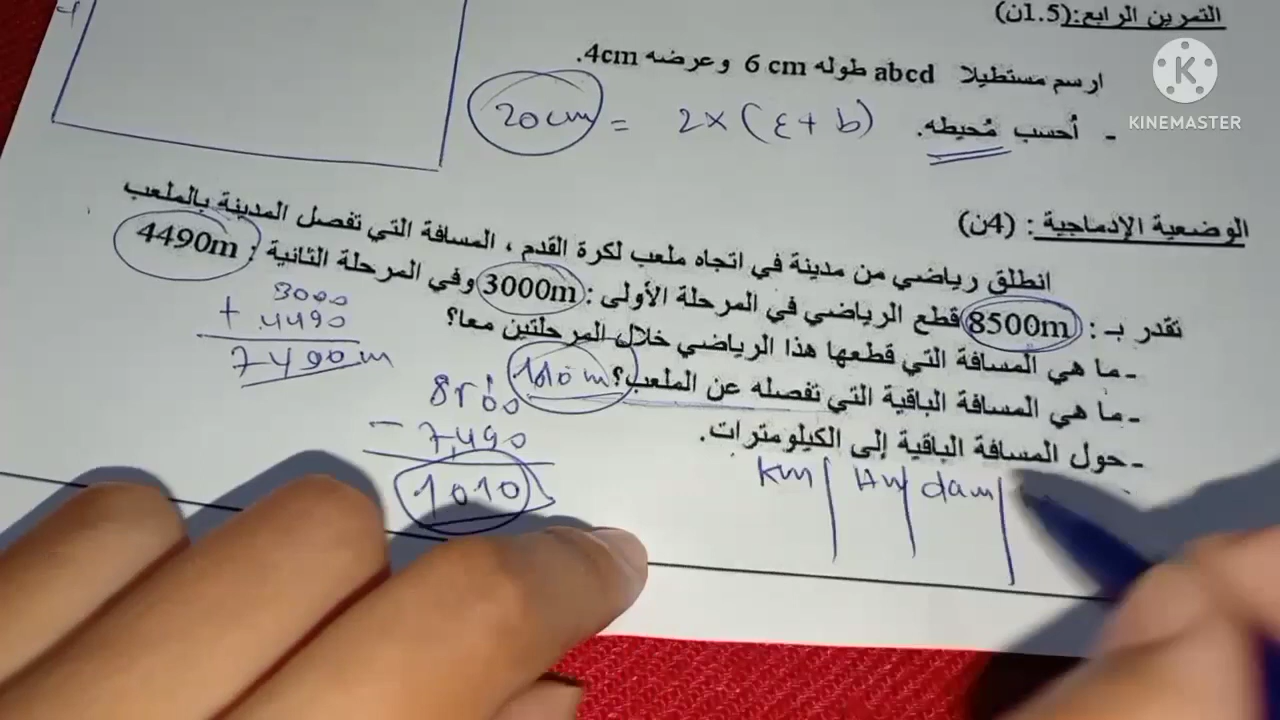 التمرين الرابع:(1.5ن)
ارسم مستطيلا abcd طوله 6 cm وعرضه 4cm.
- أحسب مُحيطه. 2×(ع+ط) = 20cm
KINEMASTER
الوضعية الإدماجية : (4ن)
انطلق رياضي من مدينة في اتجاه ملعب لكرة القدم ، المسافة التي تفصل المدينة بالملعب
تقدر بـ : 8500m قطع الرياضي في المرحلة الأولى : 3000m وفي المرحلة الثانية : 4490m
- ما هي المسافة التي قطعها هذا الرياضي خلال المرحلتين معا؟
3000
+ 4490
7490m
- ما هي المسافة الباقية التي تفصله عن الملعب؟ 1010m
8500
- 7490
1010
- حول المسافة الباقية إلى الكيلومترات.
km | Hm | dam |